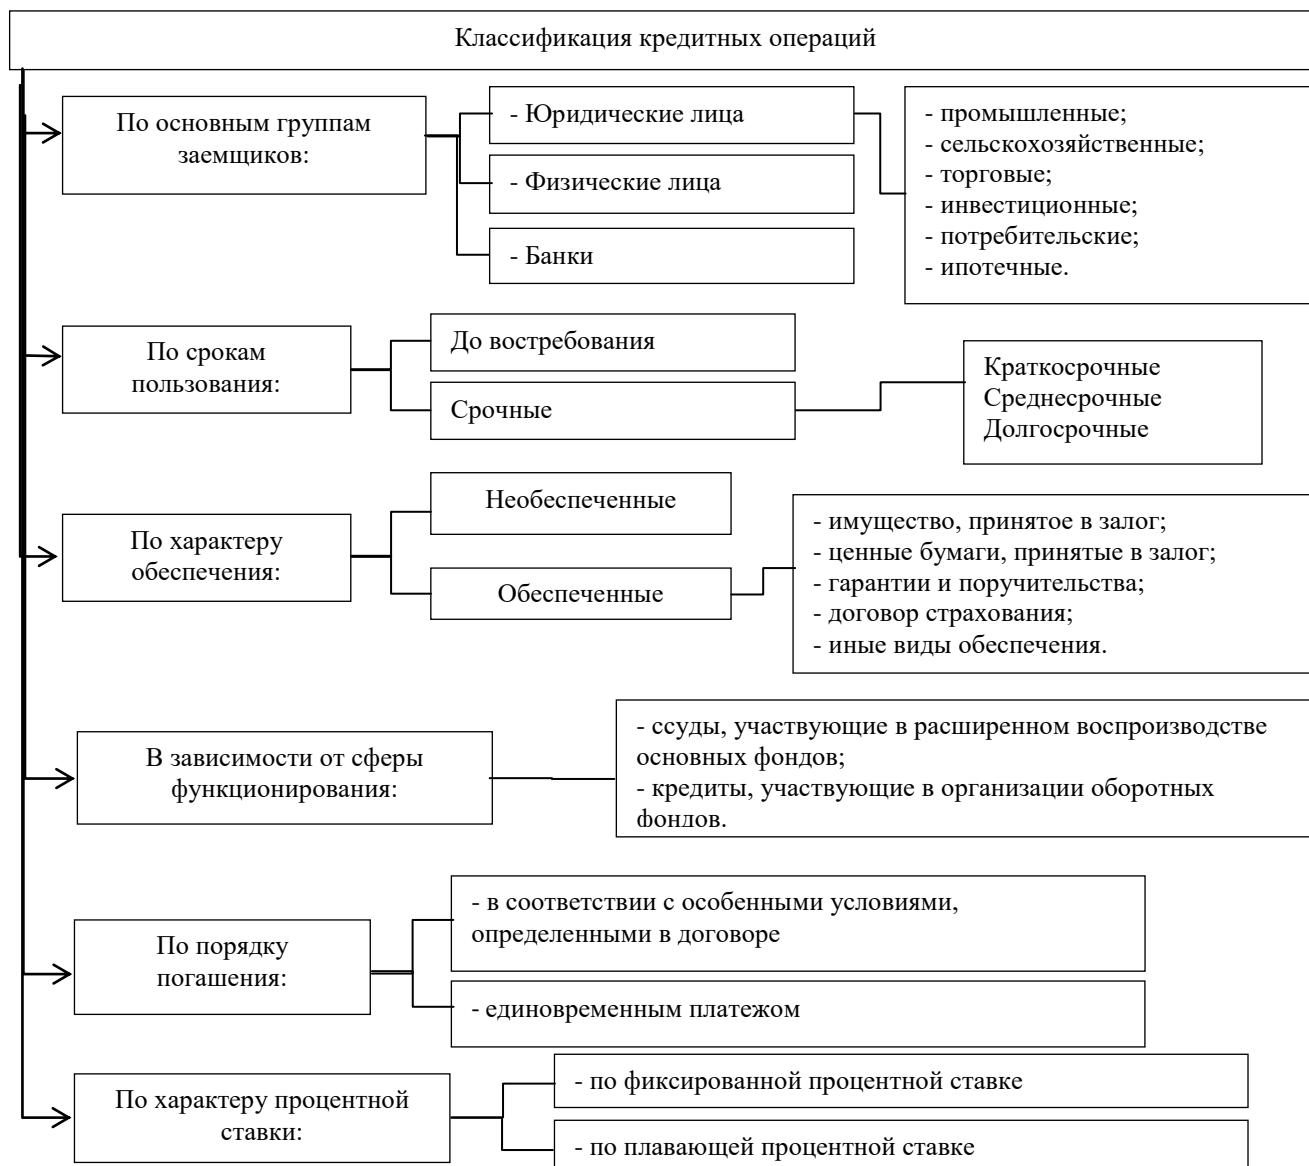 Классификация кредитных операций
По основным группам
заемщиков:
- Юридические лица
- Физические лица
- Банки
- промышленные;
- сельскохозяйственные;
- торговые;
- инвестиционные;
- потребительские;
- ипотечные.
По срокам
пользования:
До востребования
Срочные
Краткосрочные
Среднесрочные
Долгосрочные
По характеру
обеспечения:
Необеспеченные
Обеспеченные
- имущество, принятое в залог;
- ценные бумаги, принятые в залог;
- гарантии и поручительства;
- договор страхования;
- иные виды обеспечения.
В зависимости от сферы
функционирования:
- ссуды, участвующие в расширенном воспроизводстве
основных фондов;
- кредиты, участвующие в организации оборотных
фондов.
По порядку
погашения:
- в соответствии с особенными условиями,
определенными в договоре
- единовременным платежом
По характеру процентной
ставки:
- по фиксированной процентной ставке
- по плавающей процентной ставке